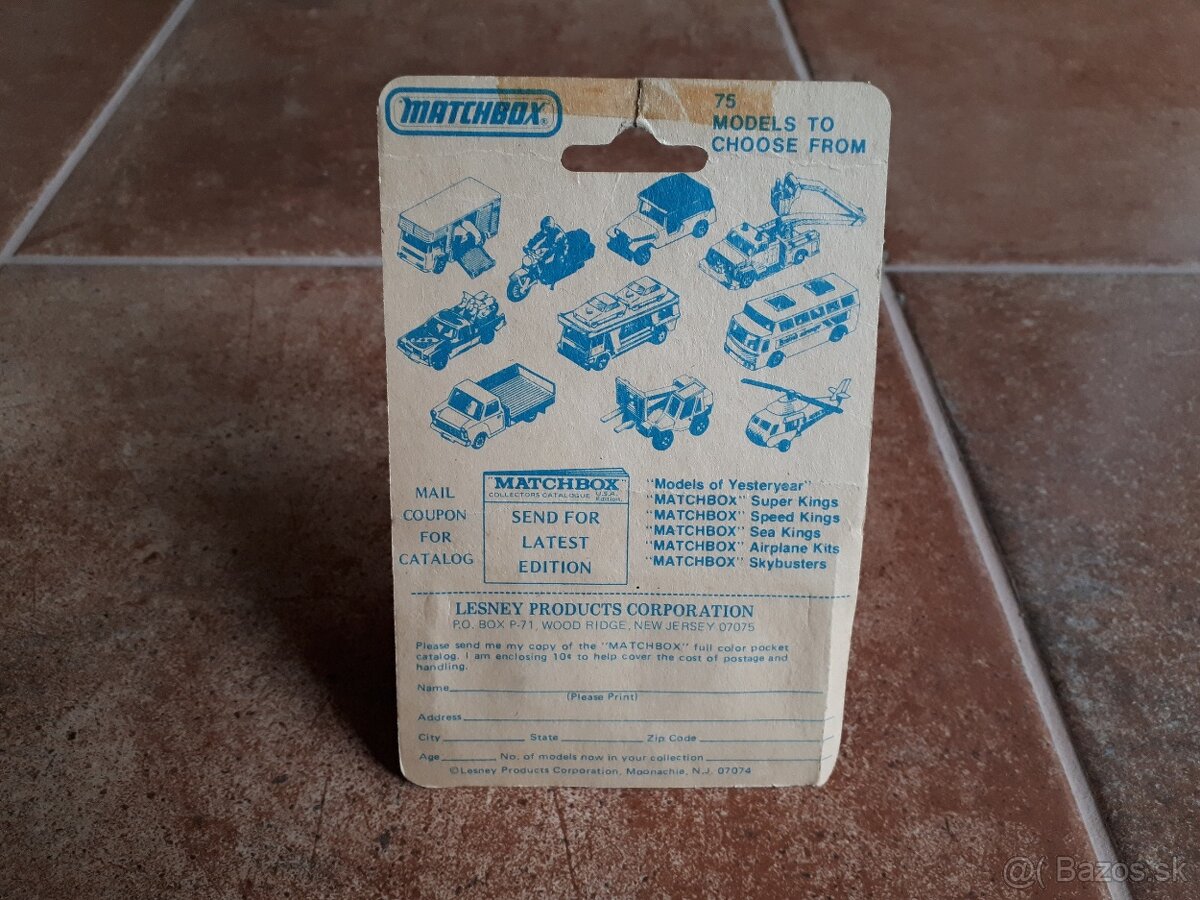 "MATCHBOX"®
75
MODELS TO
CHOOSE FROM
MAIL
COUPON
FOR
CATALOG
MATCHBOX"
COLLECTORS CATALOGUE U.S.A. Edition.
SEND FOR
LATEST
EDITION
"Models of Yesteryear"
"MATCHBOX" Super Kings
"MATCHBOX" Speed Kings
"MATCHBOX" Sea Kings
"MATCHBOX" Airplane Kits
"MATCHBOX" Skybusters
LESNEY PRODUCTS CORPORATION
P.O. BOX P-71, WOOD RIDGE, NEW JERSEY 07075
Please send me my copy of the "MATCHBOX" full color pocket
catalog. I am enclosing 10¢ to help cover the cost of postage and
handling.
Name
(Please Print)
Address
City State Zip Code
Age No. of models now in your collection
©Lesney Products Corporation, Moonachie, N.J. 07074
@( Bazos.sk